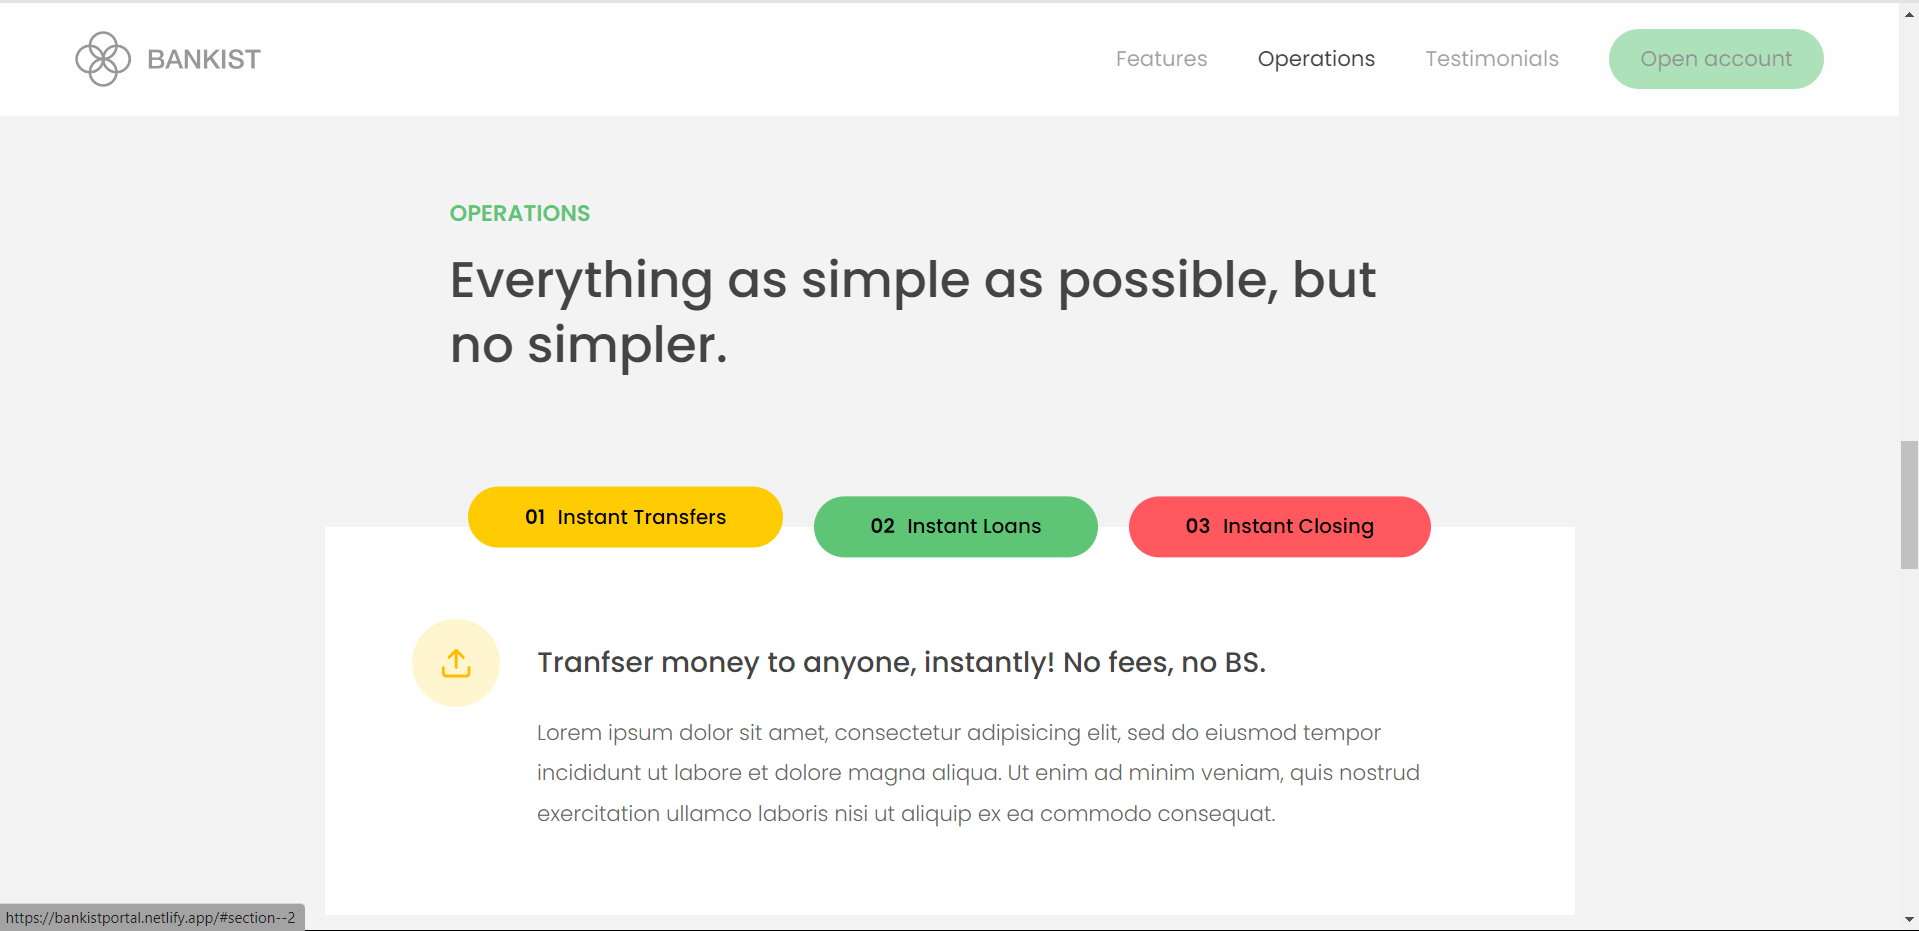 BANKIST
Features
Operations
Testimonials
Open account
OPERATIONS
Everything as simple as possible, but
no simpler.
01 Instant Transfers
02 Instant Loans
03 Instant Closing
Tranfser money to anyone, instantly! No fees, no BS.
Lorem ipsum dolor sit amet, consectetur adipisicing elit, sed do eiusmod tempor
incididunt ut labore et dolore magna aliqua. Ut enim ad minim veniam, quis nostrud
exercitation ullamco laboris nisi ut aliquip ex ea commodo consequat.
https://bankistportal.netlify.app/#section--2